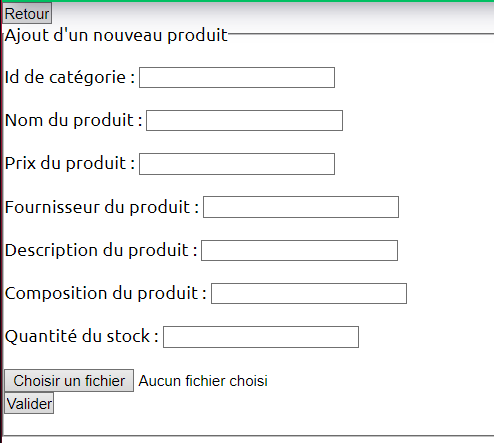 Retour
Ajout d'un nouveau produit
Id de catégorie :
Nom du produit :
Prix du produit :
Fournisseur du produit :
Description du produit :
Composition du produit :
Quantité du stock :
Choisir un fichier Aucun fichier choisi
Valider